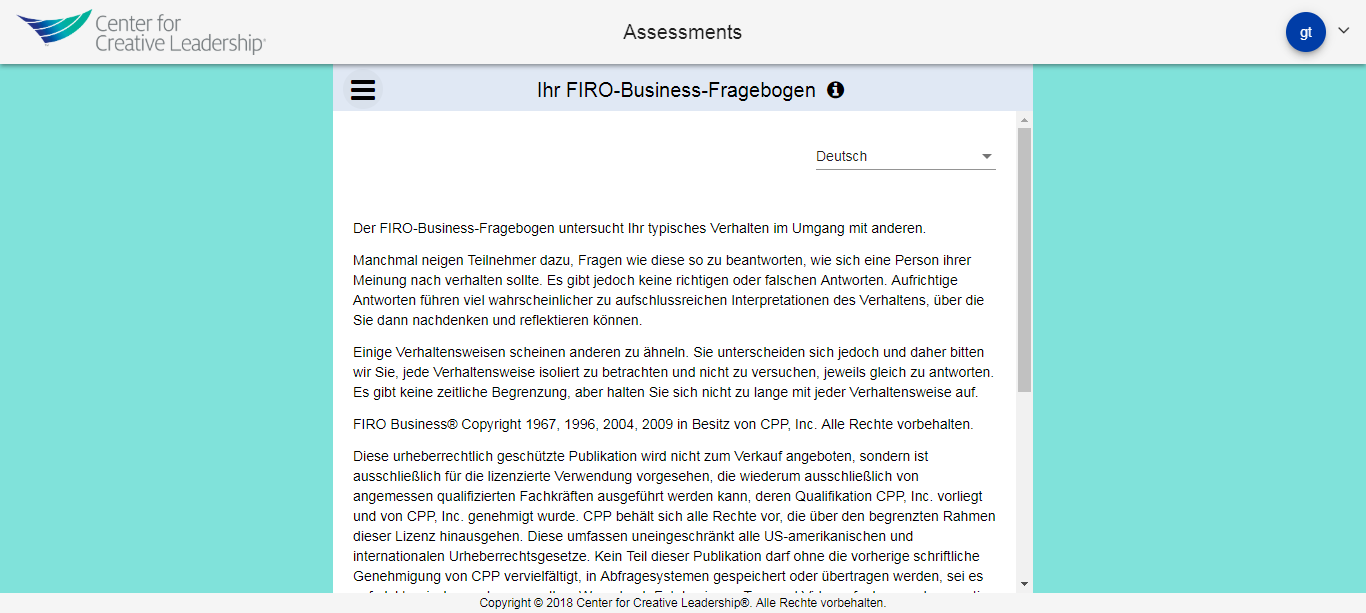 Center for
Creative Leadership®
Assessments
gt
Ihr FIRO-Business-Fragebogen
Deutsch
Der FIRO-Business-Fragebogen untersucht Ihr typisches Verhalten im Umgang mit anderen.
Manchmal neigen Teilnehmer dazu, Fragen wie diese so zu beantworten, wie sich eine Person ihrer
Meinung nach verhalten sollte. Es gibt jedoch keine richtigen oder falschen Antworten. Aufrichtige
Antworten führen viel wahrscheinlicher zu aufschlussreichen Interpretationen des Verhaltens, über die
Sie dann nachdenken und reflektieren können.
Einige Verhaltensweisen scheinen anderen zu ähneln. Sie unterscheiden sich jedoch und daher bitten
wir Sie, jede Verhaltensweise isoliert zu betrachten und nicht zu versuchen, jeweils gleich zu antworten.
Es gibt keine zeitliche Begrenzung, aber halten Sie sich nicht zu lange mit jeder Verhaltensweise auf.
FIRO Business® Copyright 1967, 1996, 2004, 2009 in Besitz von CPP, Inc. Alle Rechte vorbehalten.
Diese urheberrechtlich geschützte Publikation wird nicht zum Verkauf angeboten, sondern ist
ausschließlich für die lizenzierte Verwendung vorgesehen, die wiederum ausschließlich von
angemessen qualifizierten Fachkräften ausgeführt werden kann, deren Qualifikation CPP, Inc. vorliegt
und von CPP, Inc. genehmigt wurde. CPP behält sich alle Rechte vor, die über den begrenzten Rahmen
dieser Lizenz hinausgehen. Diese umfassen uneingeschränkt alle US-amerikanischen und
internationalen Urheberrechtsgesetze. Kein Teil dieser Publikation darf ohne die vorherige schriftliche
Genehmigung von CPP vervielfältigt, in Abfragesystemen gespeichert oder übertragen werden, sei es
Copyright © 2018 Center for Creative Leadership®. Alle Rechte vorbehalten.